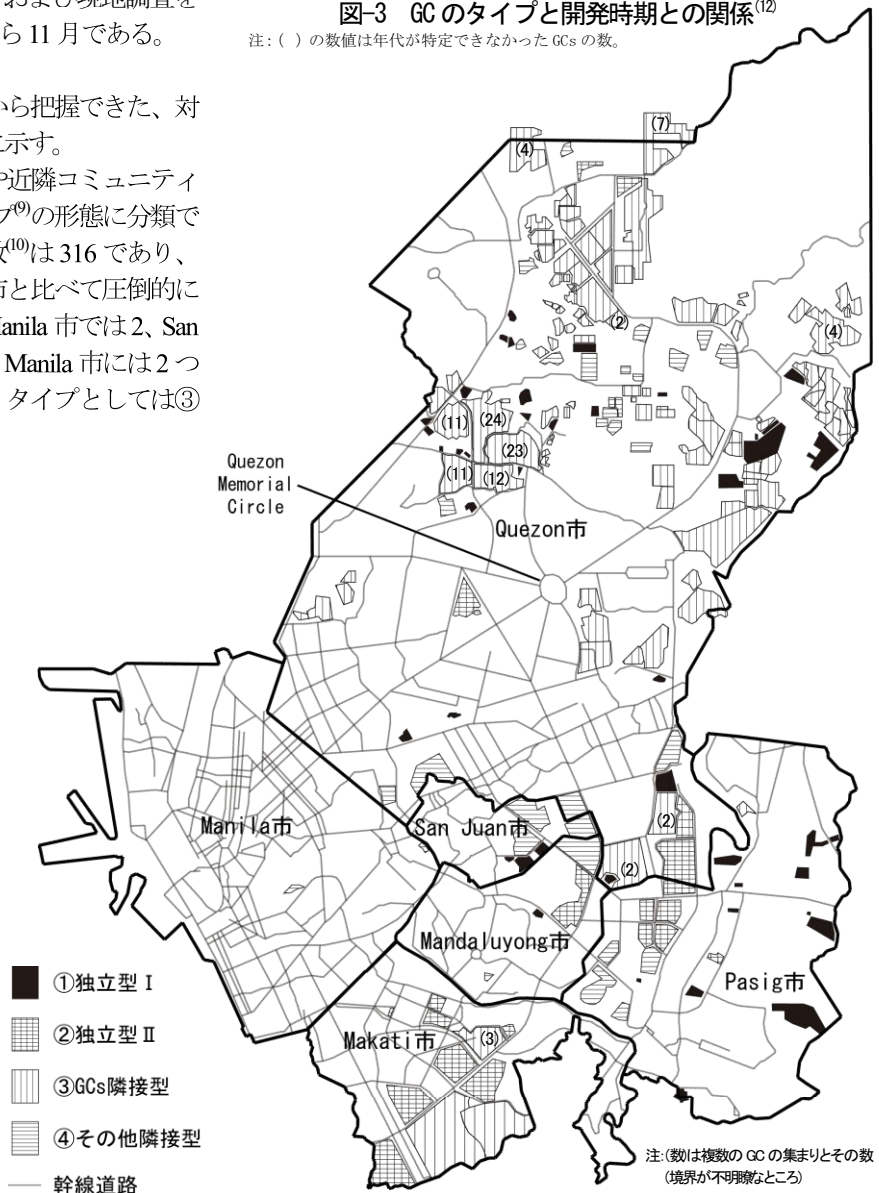 および現地調査を
ら 11 月である。
から把握できた、対
に示す。
や近隣コミュニティ
プ(9)の形態に分類で
数(10)は 316 であり、
市と比べて圧倒的に
Manila 市では 2、San
Manila 市には 2 つ
タイプとしては③
図-3 GC のタイプと開発時期との関係(12)
注:( ) の数値は年代が特定できなかった GCs の数。
(7)
(4)
(2)
(4)
(11)
(24)
(23)
(11)
(12)
Quezon
Memorial
Circle
Quezon市
Manila市
San Juan市
(2)
(2)
Mandaluyong市
Pasig市
Makati市
(3)
①独立型Ⅰ
②独立型Ⅱ
③GCs隣接型
④その他隣接型
幹線道路
注:(数は複数の GC の集まりとその数
(境界が不明瞭なところ)